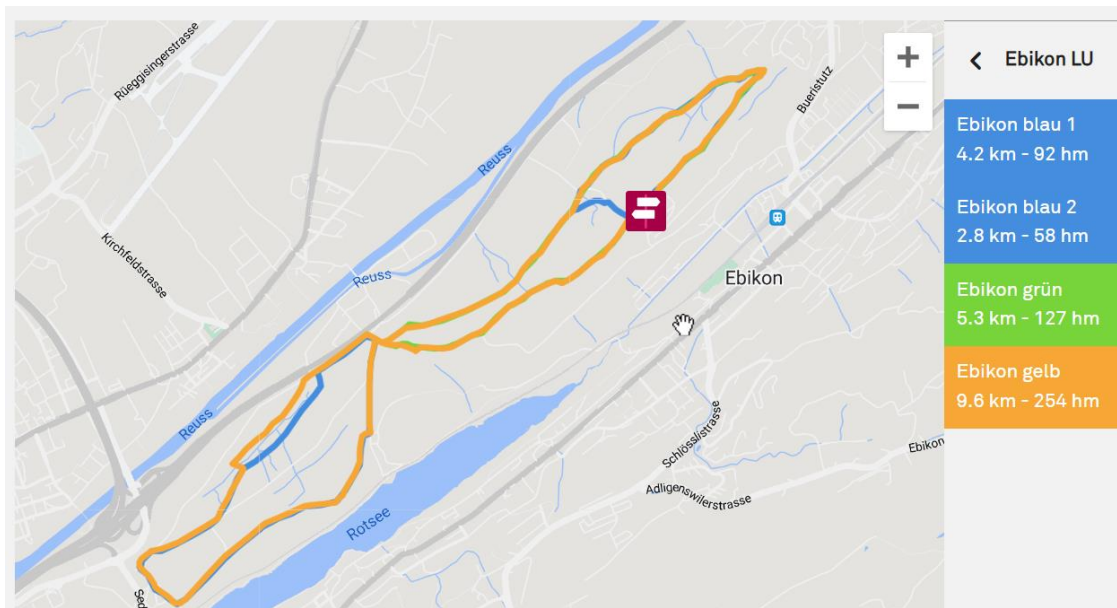 Rüeggisingerstrasse
Reuss
Bueristutz
Kirchfeldstrasse
Reuss
Ebikon
Reuss
Schlösslistrasse
Ebikon
Adligenswilerstrasse
Rotsee
Sed
+
−
Ebikon LU
Ebikon blau 1
4.2 km - 92 hm
Ebikon blau 2
2.8 km - 58 hm
Ebikon grün
5.3 km - 127 hm
Ebikon gelb
9.6 km - 254 hm